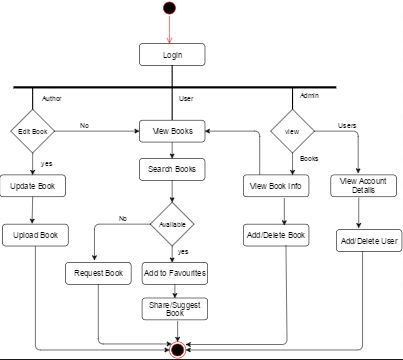 Login
Author
User
Admin
Edit Book
No
View Books
view
Users
yes
Books
Search Books
Update Book
View Book Info
View Account
Details
No
Available
Upload Book
yes
Add/Delete Book
Add/Delete User
Request Book
Add to Favourites
Share/Suggest
Book